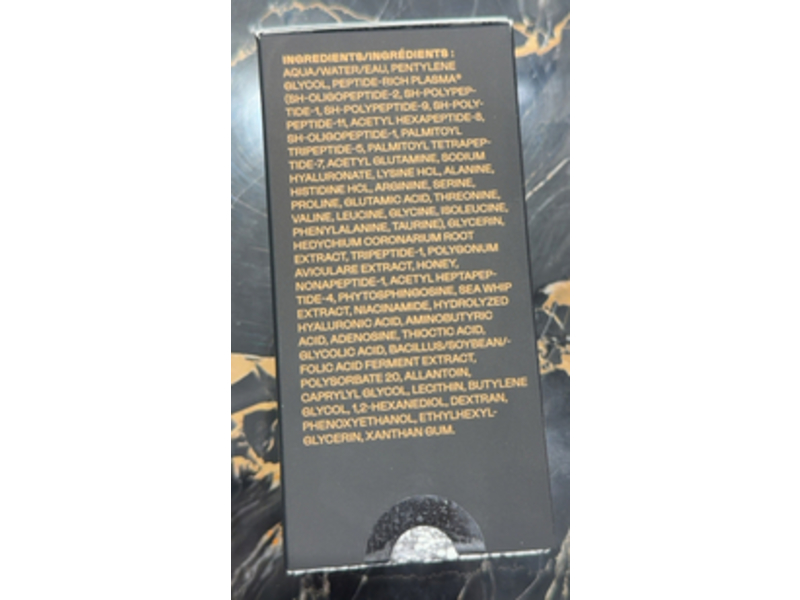 INGREDIENTS/INGRÉDIENTS :
AQUA/WATER/EAU, PENTYLENE
GLYCOL, PEPTIDE-RICH PLASMA®
(SH-OLIGOPEPTIDE-2, SH-POLYPEP-
TIDE-1, SH-POLYPEPTIDE-9, SH-POLY-
PEPTIDE-11, ACETYL HEXAPEPTIDE-8,
SH-OLIGOPEPTIDE-1, PALMITOYL
TRIPEPTIDE-5, PALMITOYL TETRAPEP-
TIDE-7, ACETYL GLUTAMINE, SODIUM
HYALURONATE, LYSINE HCL, ALANINE,
HISTIDINE HCL, ARGININE, SERINE,
PROLINE, GLUTAMIC ACID, THREONINE,
VALINE, LEUCINE, GLYCINE, ISOLEUCINE,
PHENYLALANINE, TAURINE), GLYCERIN,
HEDYCHIUM CORONARIUM ROOT
EXTRACT, TRIPEPTIDE-1, POLYGONUM
AVICULARE EXTRACT, HONEY,
NONAPEPTIDE-1, ACETYL HEPTAPEP-
TIDE-4, PHYTOSPHINGOSINE, SEA WHIP
EXTRACT, NIACINAMIDE, HYDROLYZED
HYALURONIC ACID, AMINOBUTYRIC
ACID, ADENOSINE, THIOCTIC ACID,
GLYCOLIC ACID, BACILLUS/SOYBEAN/-
FOLIC ACID FERMENT EXTRACT,
POLYSORBATE 20, ALLANTOIN,
CAPRYLYL GLYCOL, LECITHIN, BUTYLENE
GLYCOL, 1,2-HEXANEDIOL, DEXTRAN,
PHENOXYETHANOL, ETHYLHEXYL-
GLYCERIN, XANTHAN GUM.